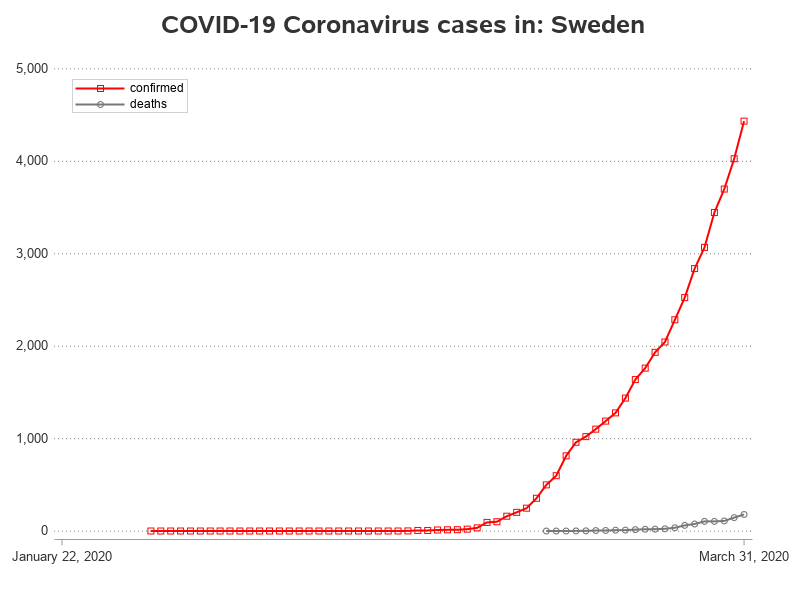 COVID-19 Coronavirus cases in: Sweden
5,000
confirmed
deaths
4,000
3,000
2,000
1,000
0
January 22, 2020
March 31, 2020